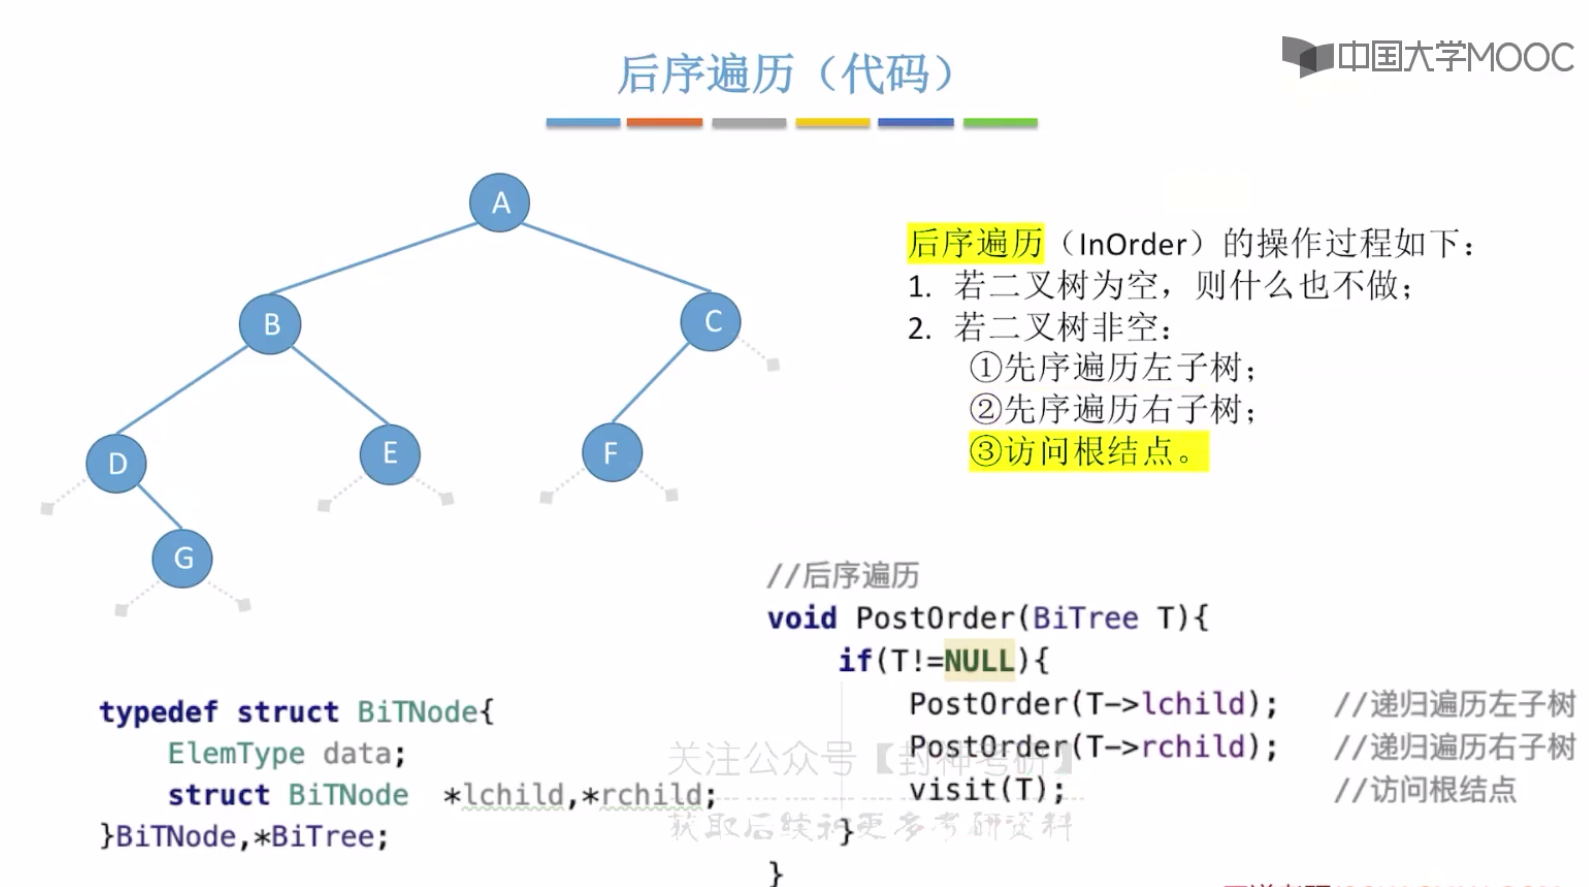 后序遍历（代码）
中国大学MOOC
A
B
C
D
E
F
G
后序遍历（InOrder）的操作过程如下：
1. 若二叉树为空，则什么也不做；
2. 若二叉树非空：
①先序遍历左子树；
②先序遍历右子树；
③访问根结点。
//后序遍历
void PostOrder(BiTree T){
if(T!=NULL){
PostOrder(T->lchild); //递归遍历左子树
PostOrder(T->rchild); //递归遍历右子树
visit(T); //访问根结点
}
}
typedef struct BiTNode{
ElemType data;
struct BiTNode *lchild,*rchild;
}BiTNode,*BiTree;
关注公众号【封神考研】
获取后续和更多考研资料